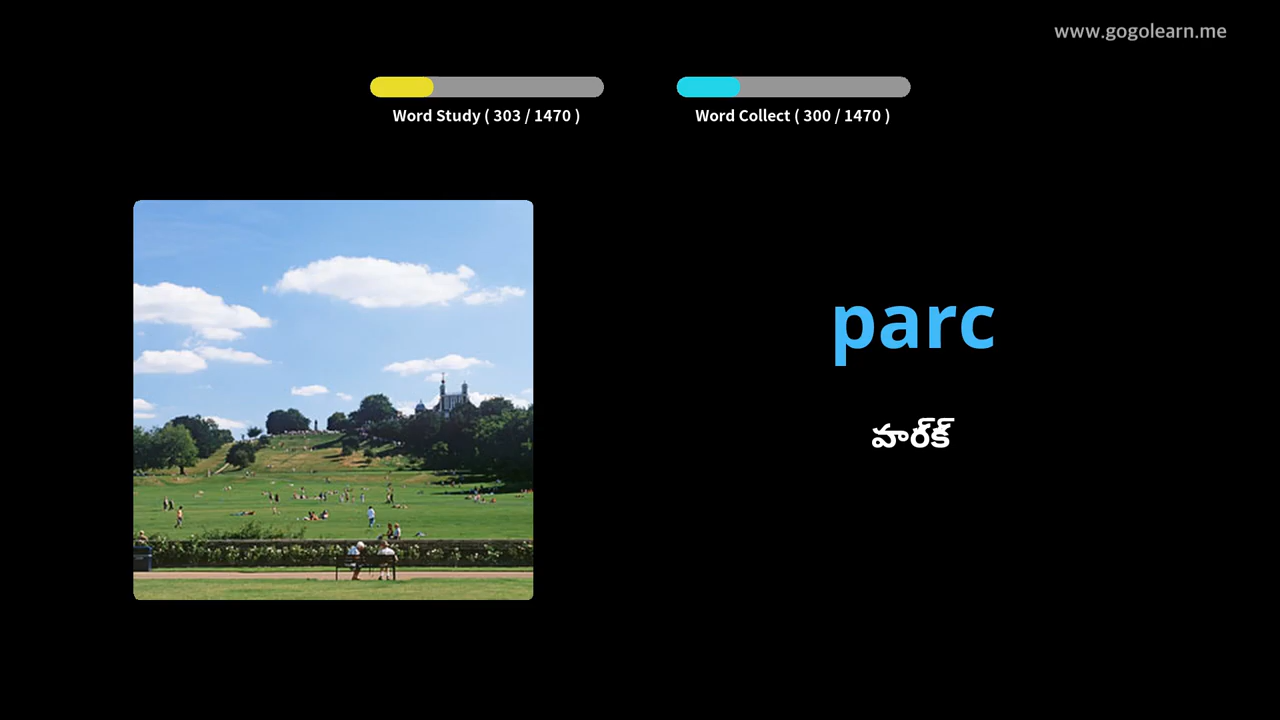 www.gogolearn.me
Word Study ( 303 / 1470 )
Word Collect ( 300 / 1470 )
parc
పార్క్